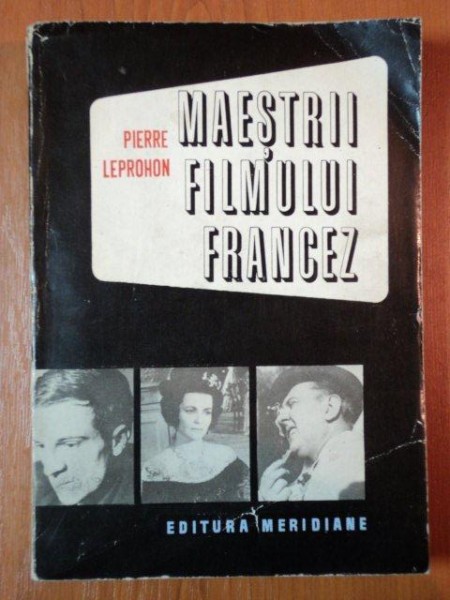 PIERRE
LEPROHON
MAEȘTRII
FILMULUI
FRANCEZ
EDITURA MERIDIANE